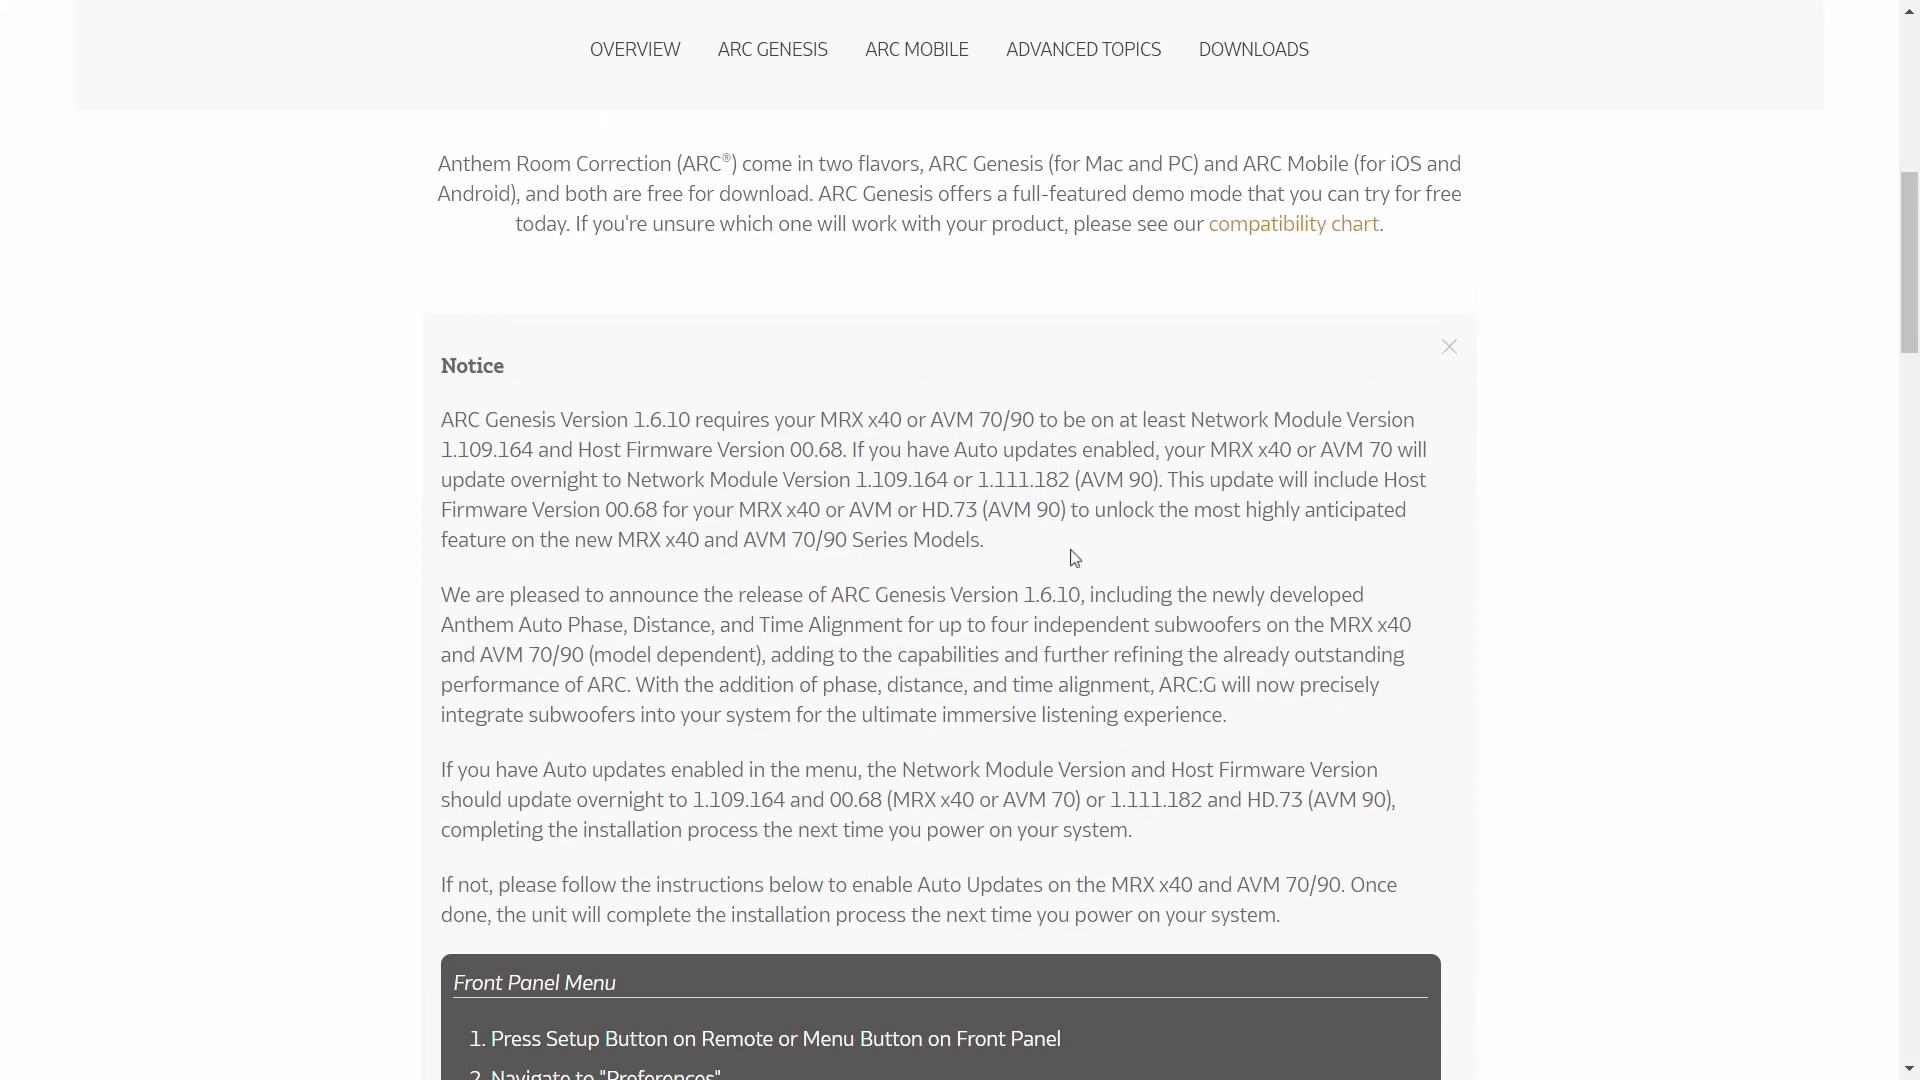 OVERVIEW ARC GENESIS ARC MOBILE ADVANCED TOPICS DOWNLOADS
Anthem Room Correction (ARC®) come in two flavors, ARC Genesis (for Mac and PC) and ARC Mobile (for iOS and
Android), and both are free for download. ARC Genesis offers a full-featured demo mode that you can try for free
today. If you're unsure which one will work with your product, please see our compatibility chart.
Notice
ARC Genesis Version 1.6.10 requires your MRX x40 or AVM 70/90 to be on at least Network Module Version
1.109.164 and Host Firmware Version 00.68. If you have Auto updates enabled, your MRX x40 or AVM 70 will
update overnight to Network Module Version 1.109.164 or 1.111.182 (AVM 90). This update will include Host
Firmware Version 00.68 for your MRX x40 or AVM or HD.73 (AVM 90) to unlock the most highly anticipated
feature on the new MRX x40 and AVM 70/90 Series Models.
We are pleased to announce the release of ARC Genesis Version 1.6.10, including the newly developed
Anthem Auto Phase, Distance, and Time Alignment for up to four independent subwoofers on the MRX x40
and AVM 70/90 (model dependent), adding to the capabilities and further refining the already outstanding
performance of ARC. With the addition of phase, distance, and time alignment, ARC:G will now precisely
integrate subwoofers into your system for the ultimate immersive listening experience.
If you have Auto updates enabled in the menu, the Network Module Version and Host Firmware Version
should update overnight to 1.109.164 and 00.68 (MRX x40 or AVM 70) or 1.111.182 and HD.73 (AVM 90),
completing the installation process the next time you power on your system.
If not, please follow the instructions below to enable Auto Updates on the MRX x40 and AVM 70/90. Once
done, the unit will complete the installation process the next time you power on your system.
Front Panel Menu
1. Press Setup Button on Remote or Menu Button on Front Panel
2. Navigate to "Preferences"